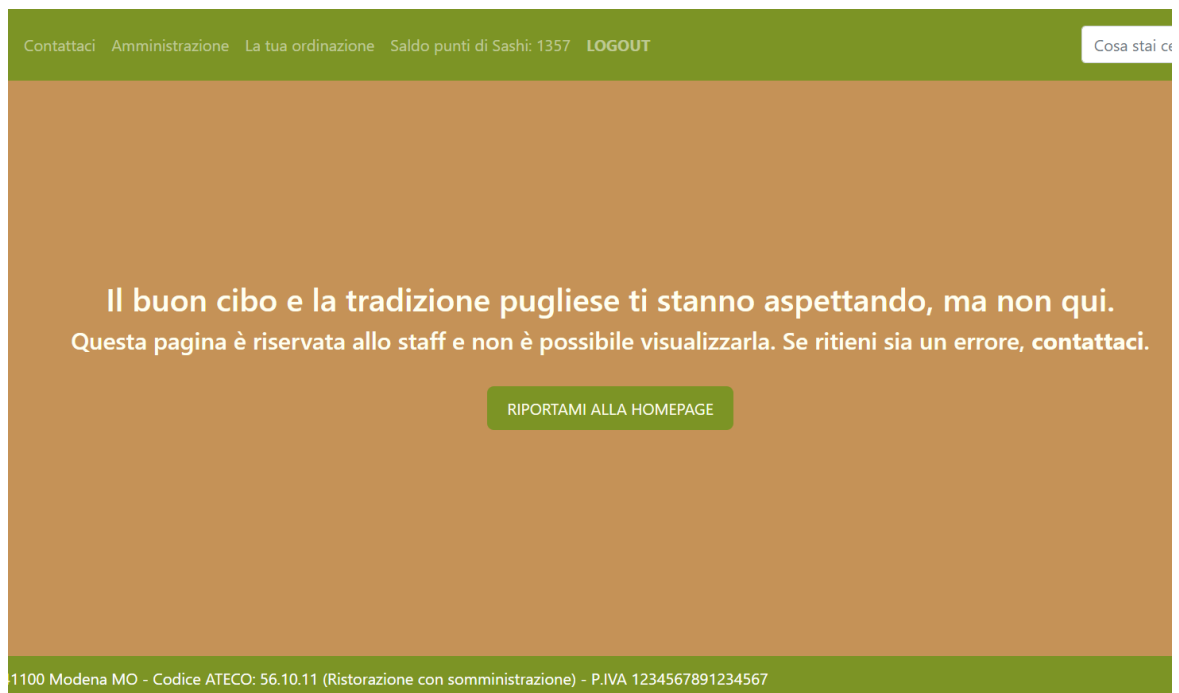 Contattaci Amministrazione La tua ordinazione Saldo punti di Sashi: 1357 LOGOUT
Cosa stai
Il buon cibo e la tradizione pugliese ti stanno aspettando, ma non qui.
Questa pagina è riservata allo staff e non è possibile visualizzarla. Se ritieni sia un errore, contattaci.
RIPORTAMI ALLA HOMEPAGE
1100 Modena MO - Codice ATECO: 56.10.11 (Ristorazione con somministrazione) - P.IVA 1234567891234567